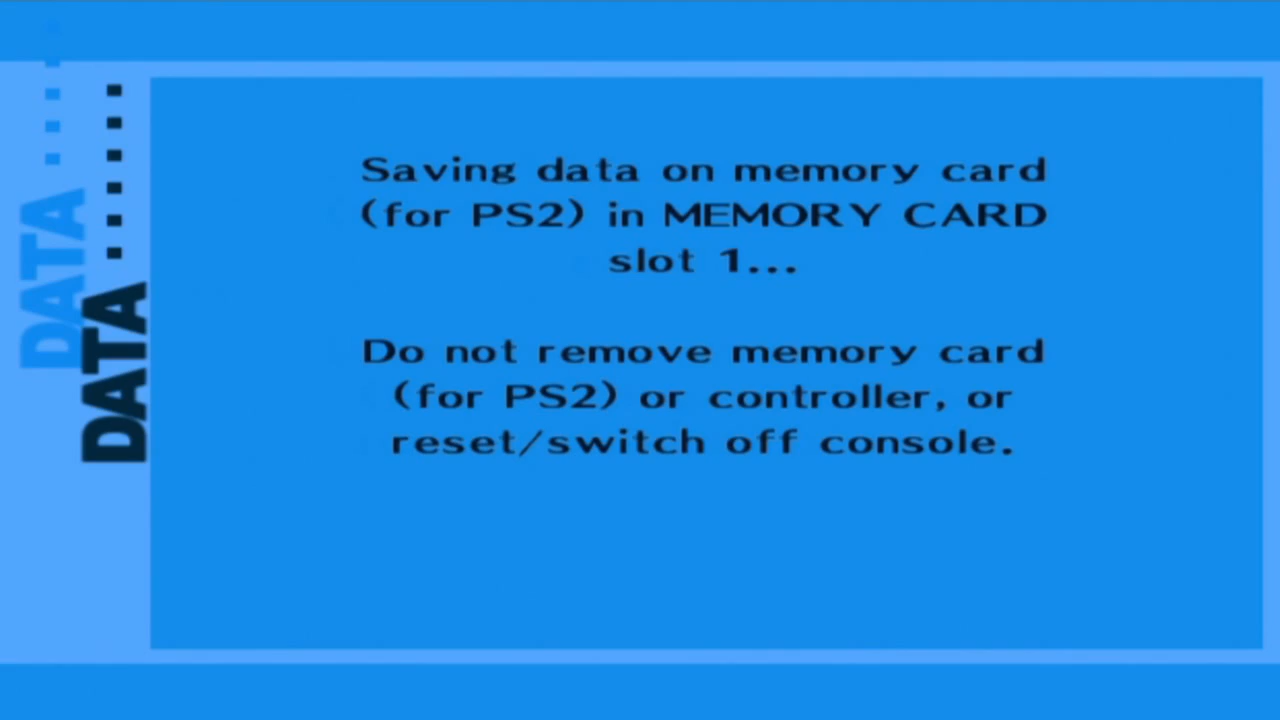 DATA
DATA
Saving data on memory card
(for PS2) in MEMORY CARD
slot 1...
Do not remove memory card
(for PS2) or controller, or
reset/switch off console.